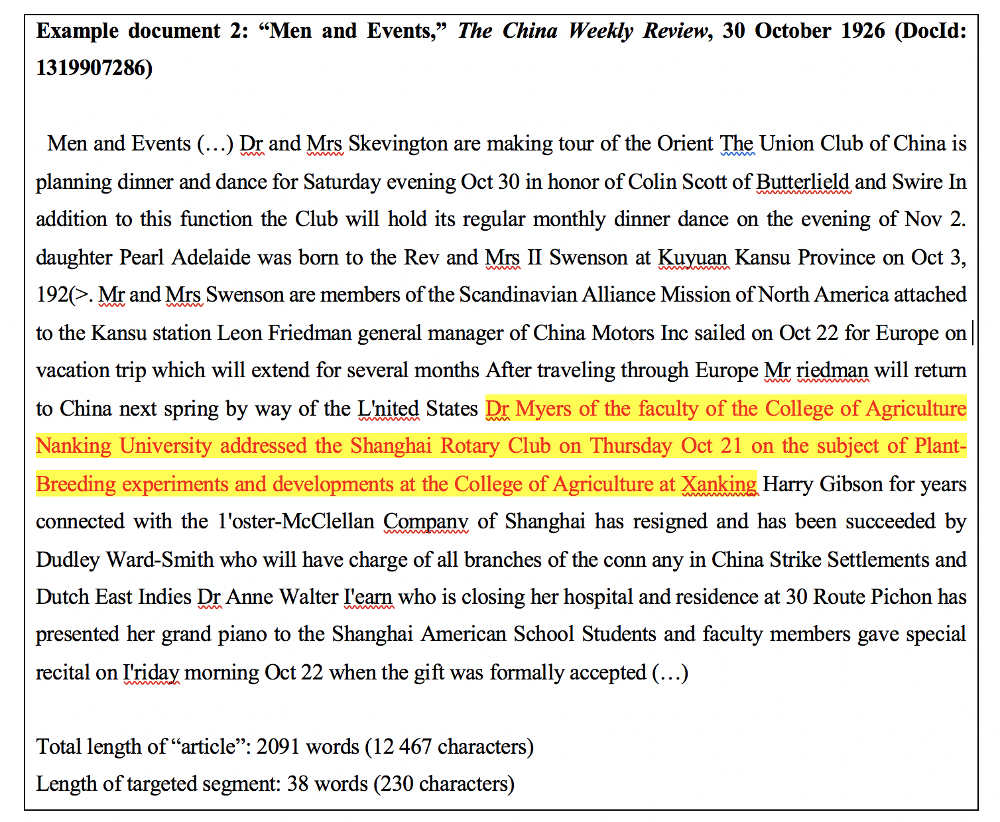 Example document 2: “Men and Events,” The China Weekly Review, 30 October 1926 (DocId:
1319907286)
Men and Events (…) Dr and Mrs Skevington are making tour of the Orient The Union Club of China is
planning dinner and dance for Saturday evening Oct 30 in honor of Colin Scott of Butterlield and Swire In
addition to this function the Club will hold its regular monthly dinner dance on the evening of Nov 2.
daughter Pearl Adelaide was born to the Rev and Mrs II Swenson at Kuyuan Kansu Province on Oct 3,
192(>. Mr and Mrs Swenson are members of the Scandinavian Alliance Mission of North America attached
to the Kansu station Leon Friedman general manager of China Motors Inc sailed on Oct 22 for Europe on
vacation trip which will extend for several months After traveling through Europe Mr riedman will return
to China next spring by way of the L'nited States Dr Myers of the faculty of the College of Agriculture
Nanking University addressed the Shanghai Rotary Club on Thursday Oct 21 on the subject of Plant-
Breeding experiments and developments at the College of Agriculture at Xanking Harry Gibson for years
connected with the 1'oster-McClellan Companv of Shanghai has resigned and has been succeeded by
Dudley Ward-Smith who will have charge of all branches of the conn any in China Strike Settlements and
Dutch East Indies Dr Anne Walter I'earn who is closing her hospital and residence at 30 Route Pichon has
presented her grand piano to the Shanghai American School Students and faculty members gave special
recital on I'riday morning Oct 22 when the gift was formally accepted (…)
Total length of “article”: 2091 words (12 467 characters)
Length of targeted segment: 38 words (230 characters)